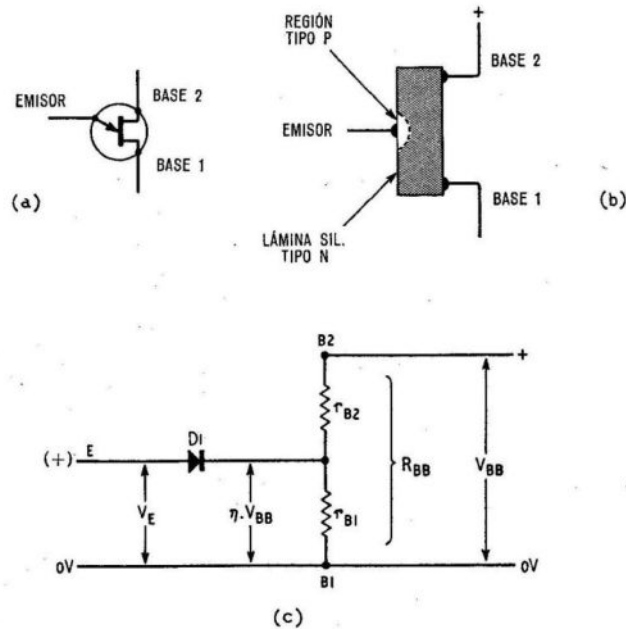 EMISOR
BASE 2
BASE 1
(a)
REGIÓN
TIPO P
+
BASE 2
EMISOR
BASE 1
(b)
LÁMINA SIL.
TIPO N
B2
+
rB2
D1
(+) E
RBB
VBB
VE
η.VBB
rB1
0V
0V
B1
(c)